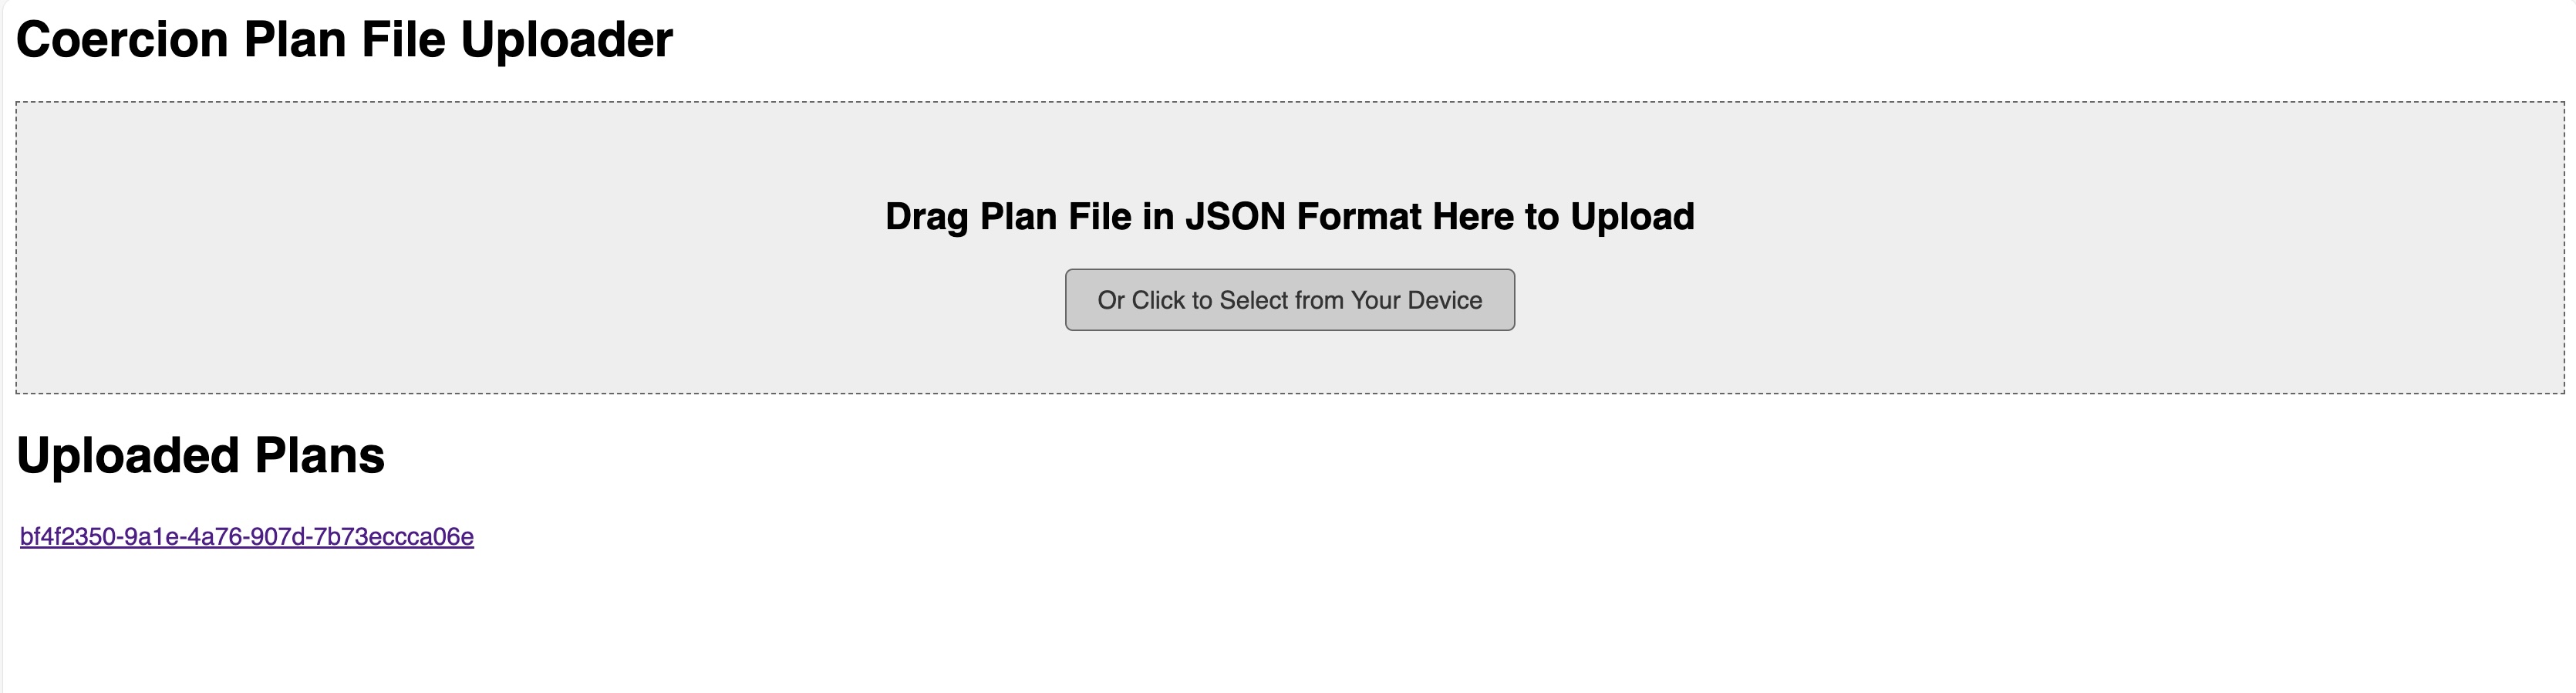 Coercion Plan File Uploader
Drag Plan File in JSON Format Here to Upload
Or Click to Select from Your Device
Uploaded Plans
bf4f2350-9a1e-4a76-907d-7b73eccca06e